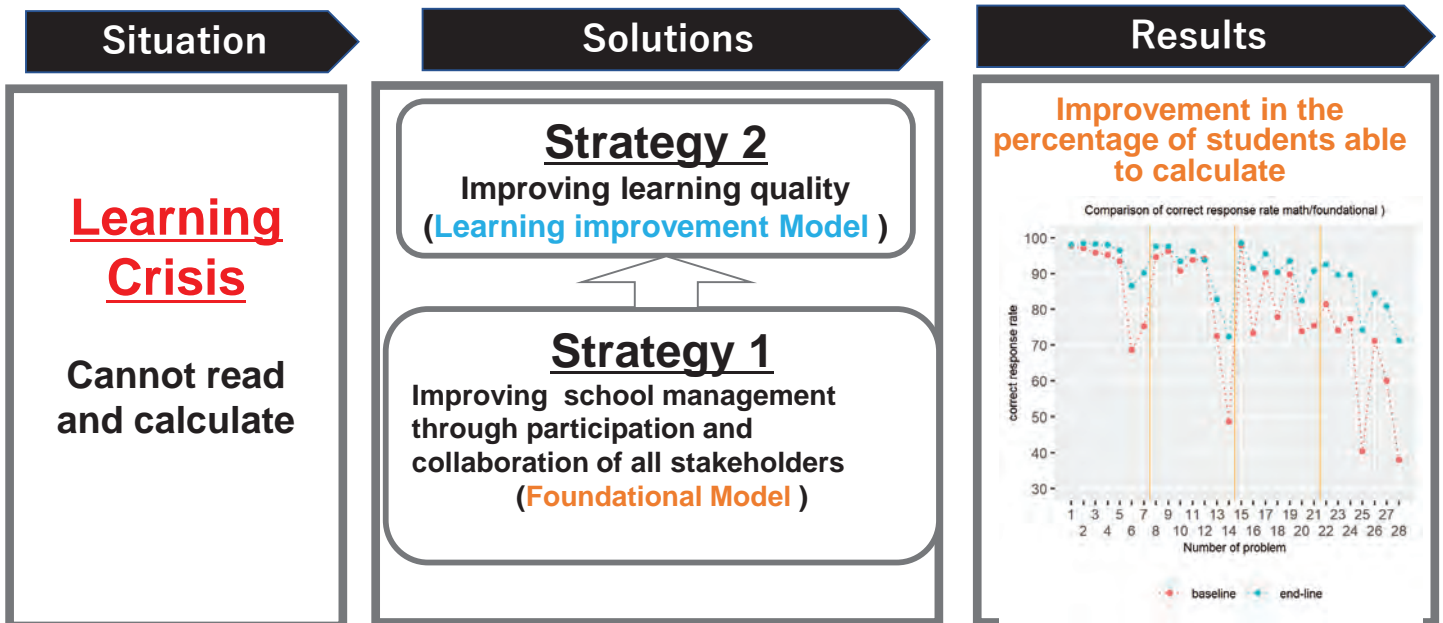 Situation
Solutions
Results
Learning
Crisis
Cannot read
and calculate
Strategy 2
Improving learning quality
(Learning improvement Model )
Strategy 1
Improving school management
through participation and
collaboration of all stakeholders
(Foundational Model )
Improvement in the
percentage of students able
to calculate
Comparison of correct response rate math/foundational )
correct response rate
100
90
80
70
60
50
40
30
1 3 5 7 9 11 13 15 17 19 21 23 25 27
2 4 6 8 10 12 14 16 18 20 22 24 26 28
Number of problem
baseline end-line